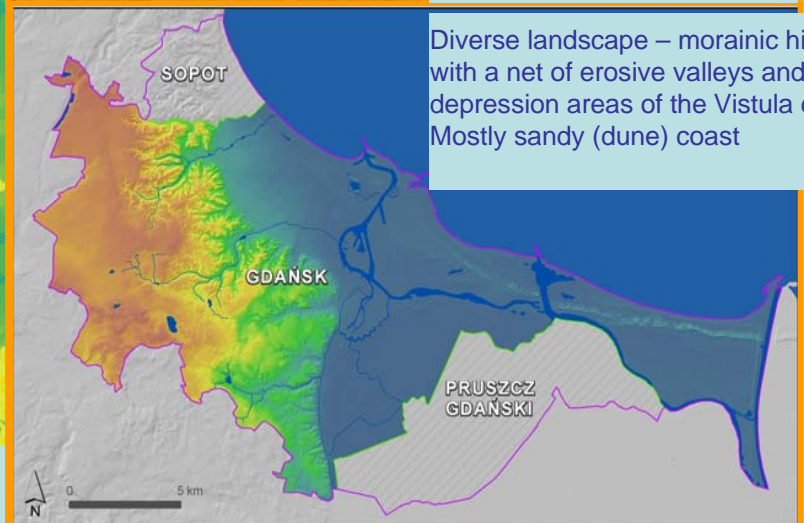 Diverse landscape – morainic
with a net of erosive valleys and
depression areas of the Vistula
Mostly sandy (dune) coast
SOPOT
GDAŃSK
PRUSZCZ
GDAŃSKI
N
0 5 km